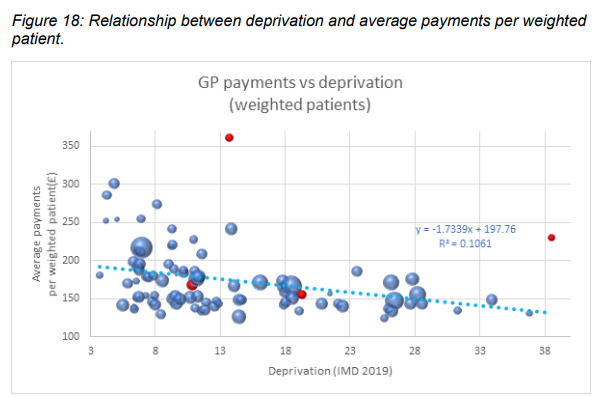 Figure 18: Relationship between deprivation and average payments per weighted
patient.
GP payments vs deprivation
(weighted patients)
Average payments
per weighted patient(£)
350
300
250
200
150
100
y = -1.7339x + 197.76
R² = 0.1061
3 8 13 18 23 28 33 38
Deprivation (IMD 2019)